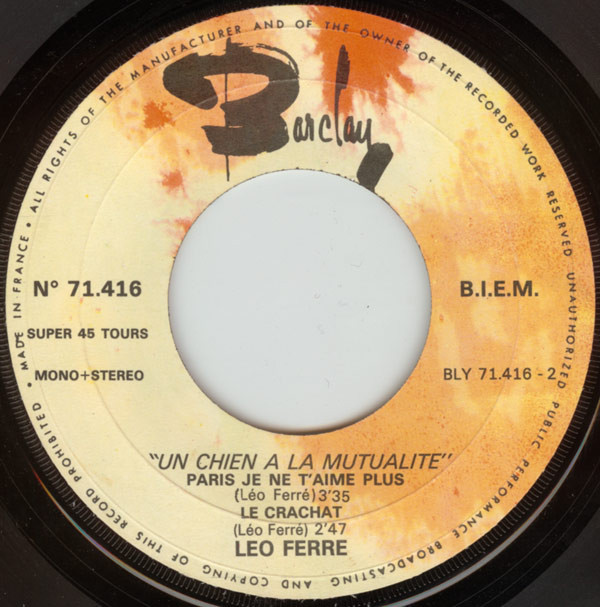 • MADE IN FRANCE • ALL RIGHTS OF THE MANUFACTURER AND OF THE OWNER OF THE RECORDED WORK RESERVED UNAUTHORIZED PUBLIC PERFORMANCE BROADCASTING AND COPYING OF THIS RECORD PROHIBITED
Barclay
N° 71.416
B.I.E.M.
SUPER 45 TOURS
MONO+STEREO
BLY 71.416 - 2
"UN CHIEN A LA MUTUALITE"
PARIS JE NE T'AIME PLUS
(Léo Ferré)3'35
LE CRACHAT
(Léo Ferré) 2'47
LEO FERRE